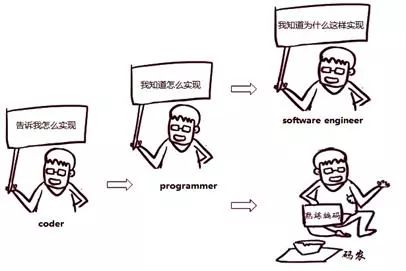 我知道为什么这样实现
software engineer
我知道怎么实现
programmer
告诉我怎么实现
coder
熟练编码
码农